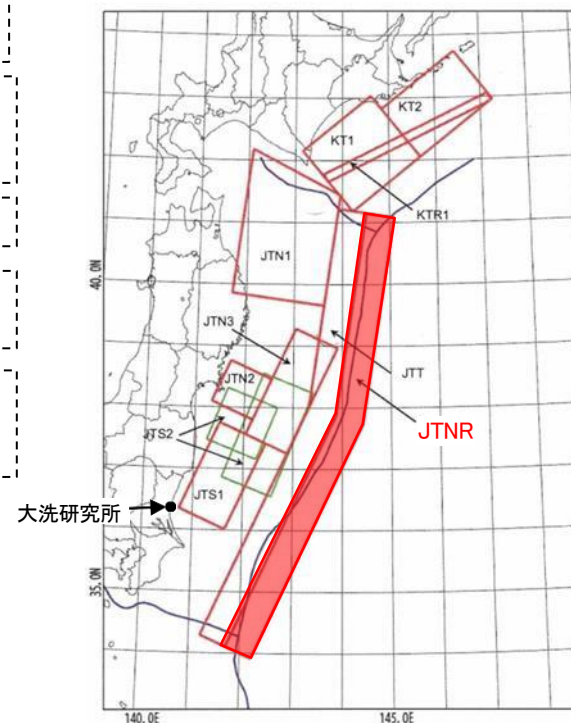 KT2
KT1
KTR1
JTN1
40.0N
JTN3
JTT
JTN2
JTNR
JTS2
JTS1
大洗研究所
35.0N
140.0E
145.0E